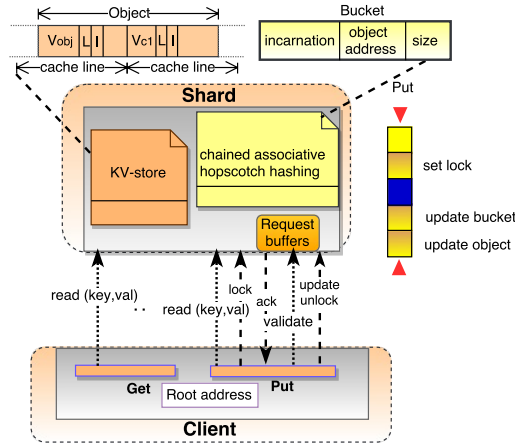 Object
Bucket
Vobj L I Vc1 L I
incarnation object address size
cache line cache line
Put
Shard
KV-store
chained associative
hopscotch hashing
set lock
Request
buffers
update bucket
update object
read (key,val)
..
read (key,val)
lock
ack
validate
update
unlock
Get
Put
Root address
Client